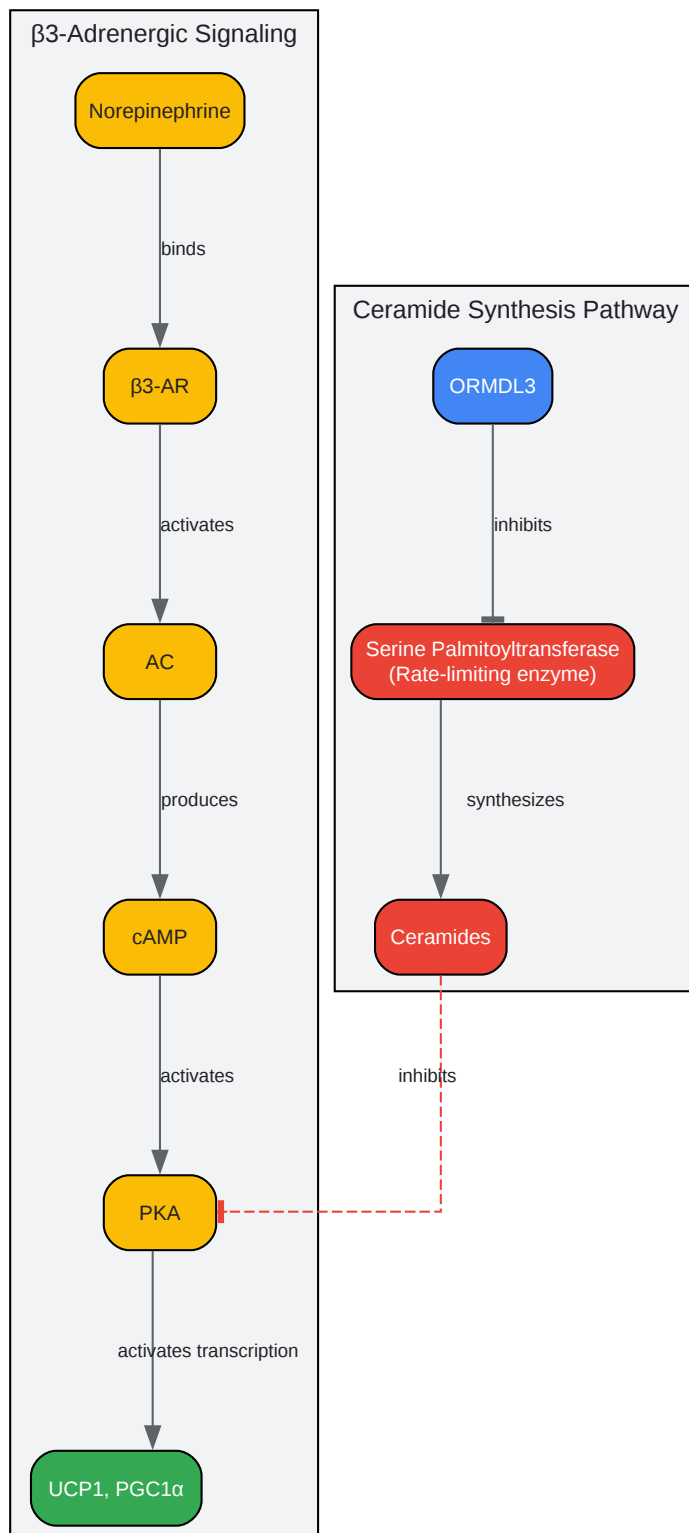 β3-Adrenergic Signaling
Norepinephrine
binds
β3-AR
activates
AC
produces
cAMP
activates
PKA
activates transcription
UCP1, PGC1α
Ceramide Synthesis Pathway
ORMDL3
inhibits
Serine Palmitoyltransferase
(Rate-limiting enzyme)
synthesizes
Ceramides
inhibits